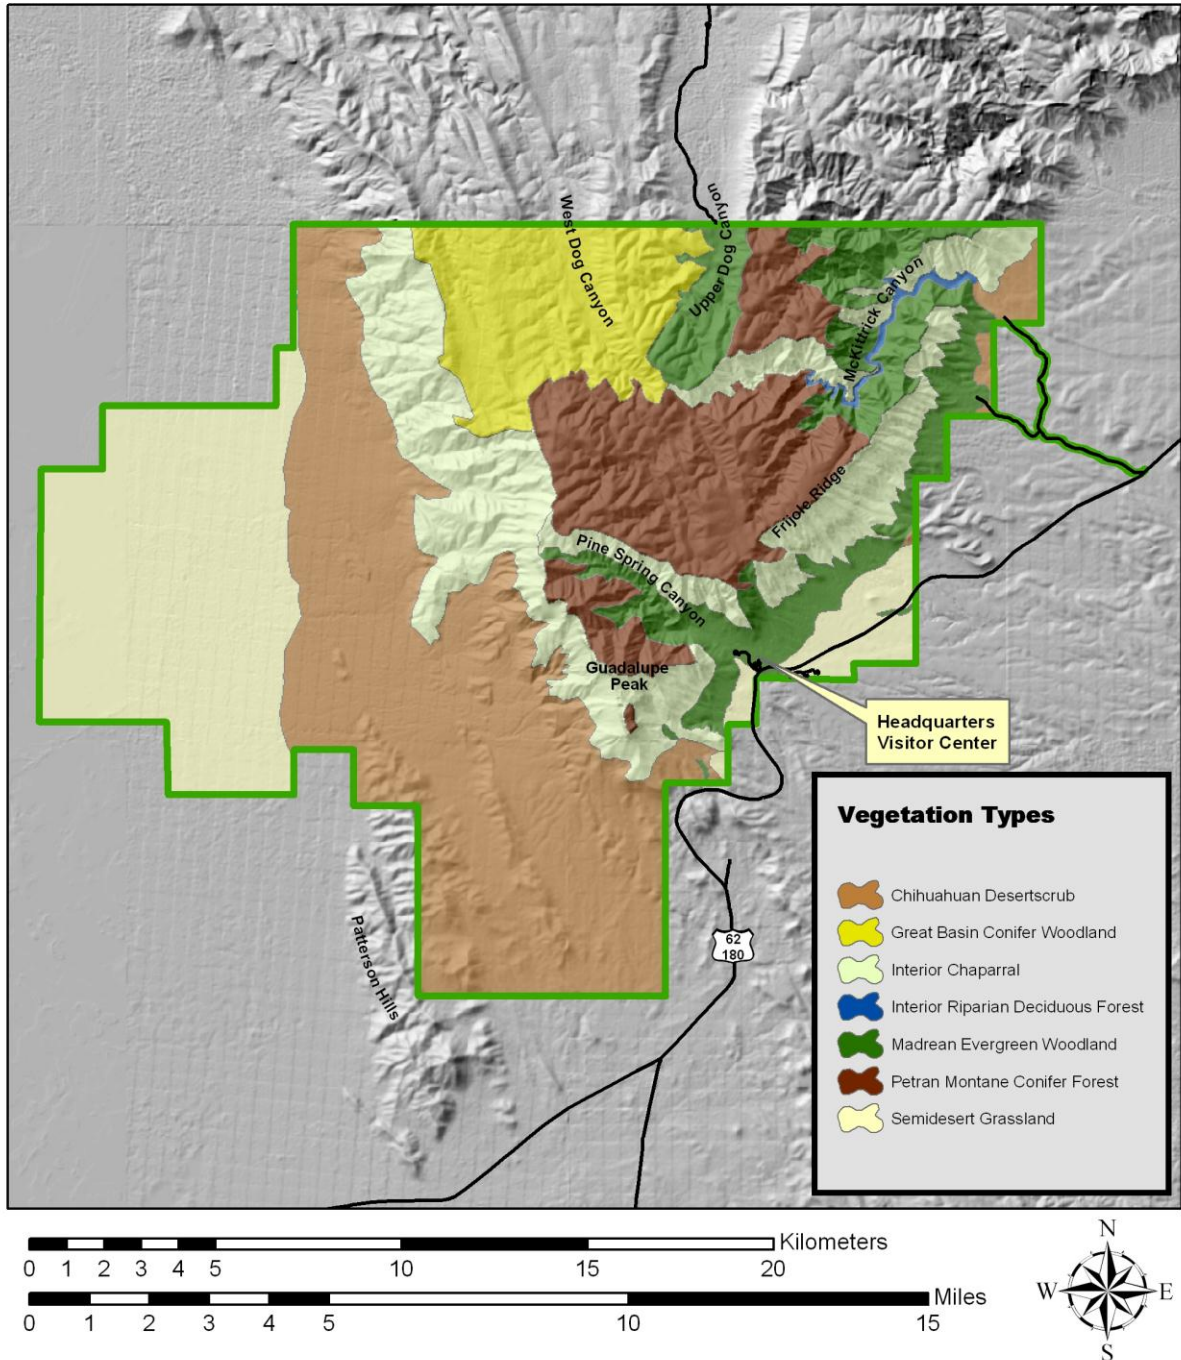 West Dog Canyon
Upper Dog Canyon
McKittrick Canyon
Frijole Ridge
Pine Spring Canyon
Guadalupe
Peak
Headquarters
Visitor Center
Patterson Hills
62
180
Vegetation Types
Chihuahuan Desertscrub
Great Basin Conifer Woodland
Interior Chaparral
Interior Riparian Deciduous Forest
Madrean Evergreen Woodland
Petran Montane Conifer Forest
Semidesert Grassland
Kilometers
0 1 2 3 4 5 10 15 20
Miles
0 1 2 3 4 5 10 15
N
W E
S